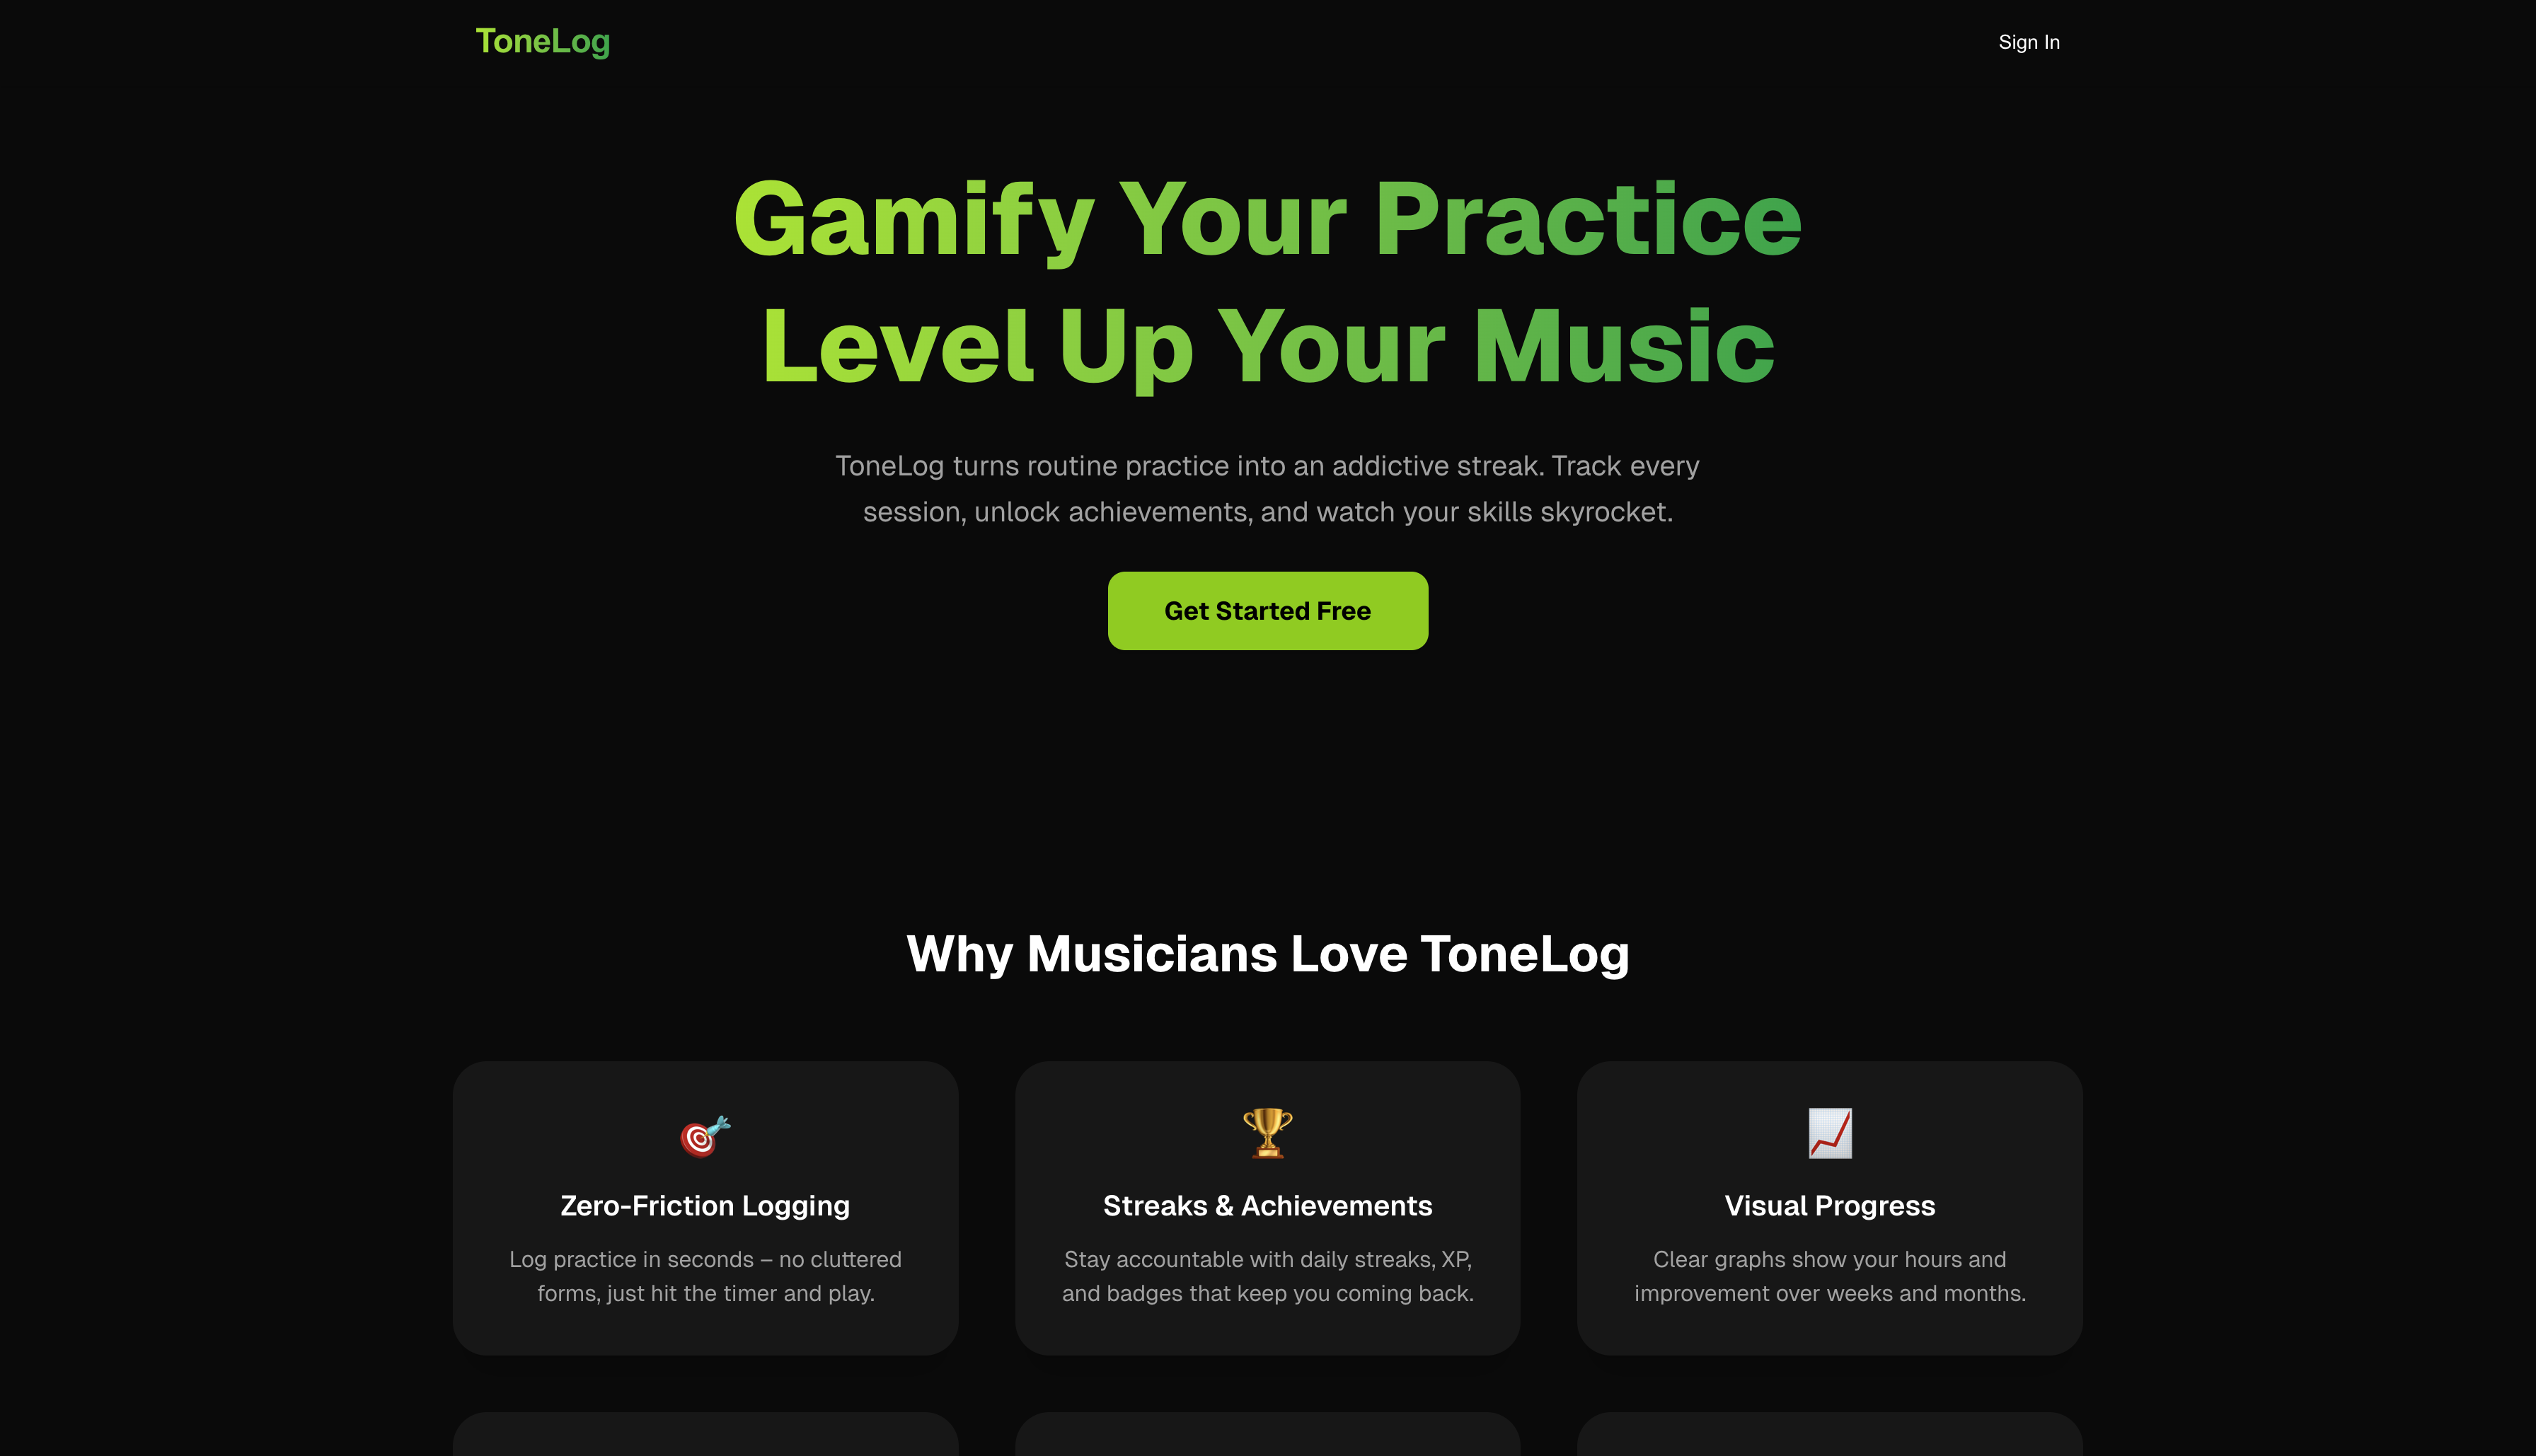 ToneLog
Sign In
Gamify Your Practice
Level Up Your Music
ToneLog turns routine practice into an addictive streak. Track every
session, unlock achievements, and watch your skills skyrocket.
Get Started Free
Why Musicians Love ToneLog
Zero-Friction Logging
Log practice in seconds – no cluttered
forms, just hit the timer and play.
Streaks & Achievements
Stay accountable with daily streaks, XP,
and badges that keep you coming back.
Visual Progress
Clear graphs show your hours and
improvement over weeks and months.